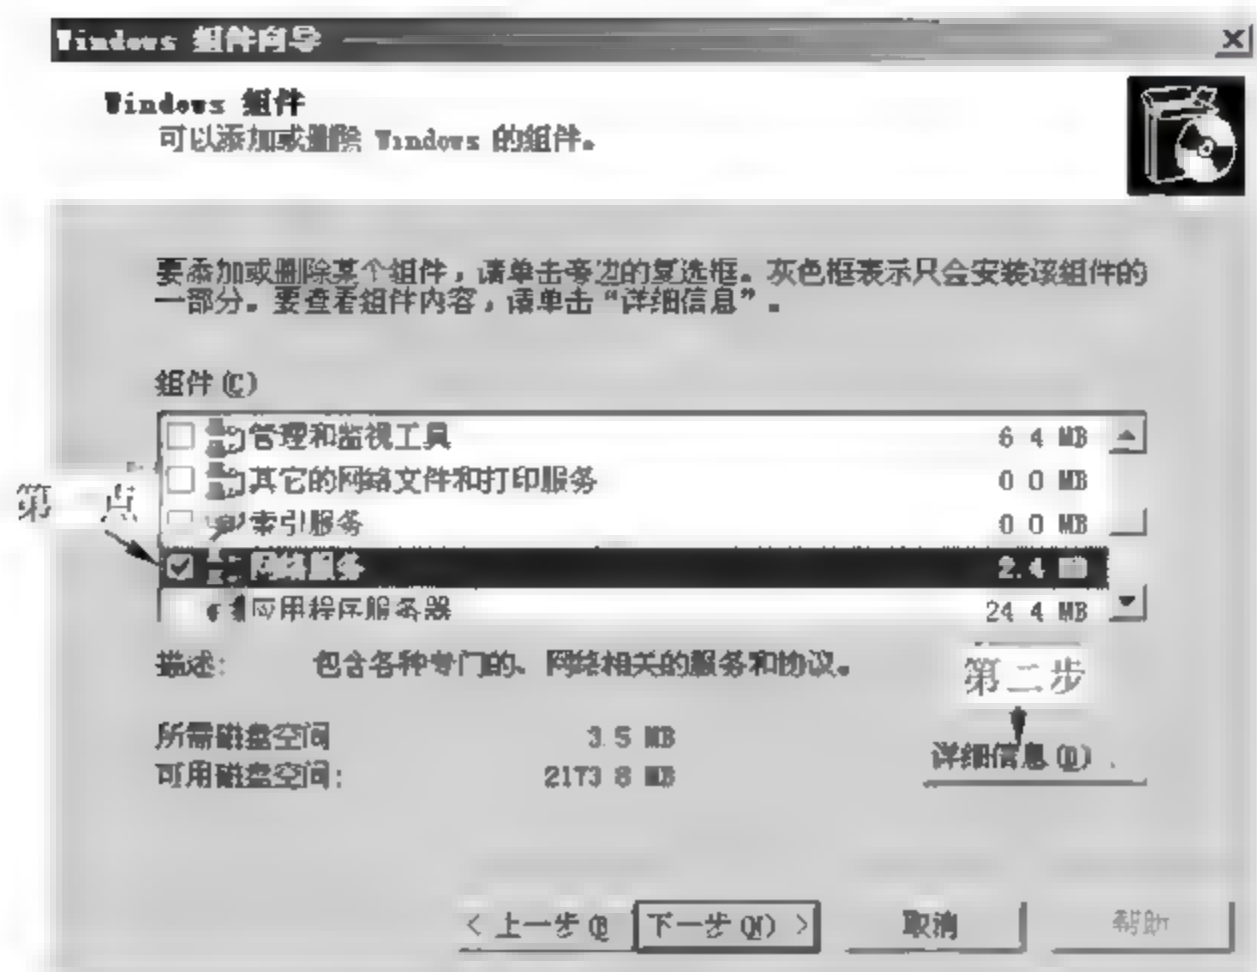 Windows 组件向导
Windows 组件
可以添加或删除 Windows 的组件。
要添加或删除某个组件，请单击旁边的复选框。灰色框表示只会安装该组件的
一部分。要查看组件内容，请单击“详细信息”。
组件(C)
管理和监视工具 6 4 MB
其它的网络文件和打印服务 0 0 MB
第一点
索引服务 0 0 MB
网络服务 2.4 MB
应用程序服务器 24 4 MB
描述: 包含各种专门的、网络相关的服务和协议。
第二步
所需磁盘空间 3 5 MB
详细信息(D)
可用磁盘空间: 2173 8 MB
< 上一步(B 下一步(N) > 取消 帮助